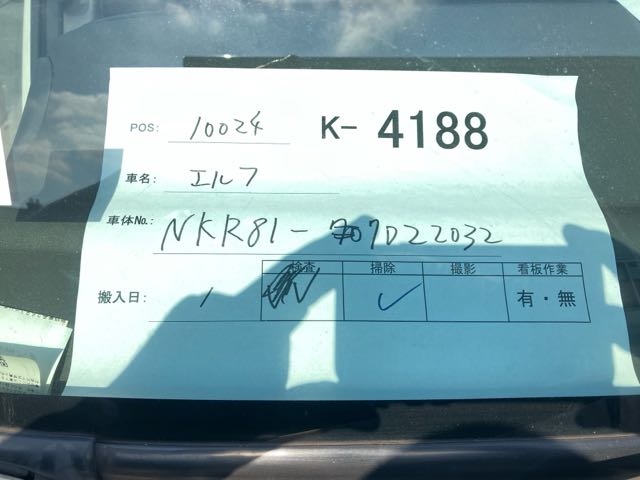 POS: 10024 K- 4188
車名: エルフ
車体No.: NKR81-7022032
検査 掃除 撮影 看板作業
搬入日: 1 ✓ 有・無